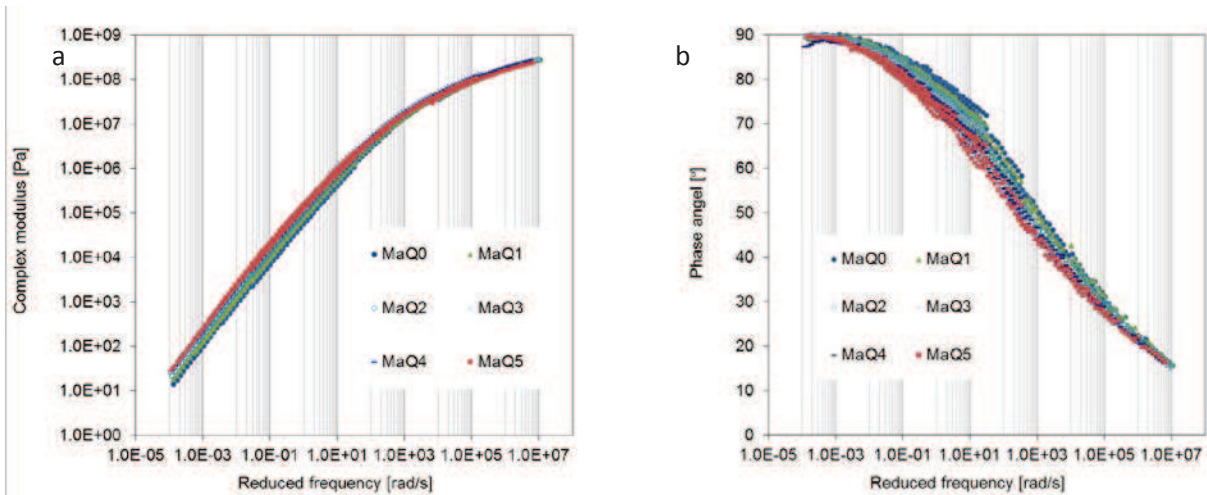 a
Complex modulus [Pa]
1.0E+09
1.0E+08
1.0E+07
1.0E+06
1.0E+05
1.0E+04
1.0E+03
1.0E+02
1.0E+01
1.0E+00
MaQ0 MaQ1
MaQ2 MaQ3
MaQ4 MaQ5
1.0E-05 1.0E-03 1.0E-01 1.0E+01 1.0E+03 1.0E+05 1.0E+07
Reduced frequency [rad/s]
b
Phase angel [°]
90
80
70
60
50
40
30
20
10
0
MaQ0 MaQ1
MaQ2 MaQ3
MaQ4 MaQ5
1.0E-05 1.0E-03 1.0E-01 1.0E+01 1.0E+03 1.0E+05 1.0E+07
Reduced frequency [rad/s]